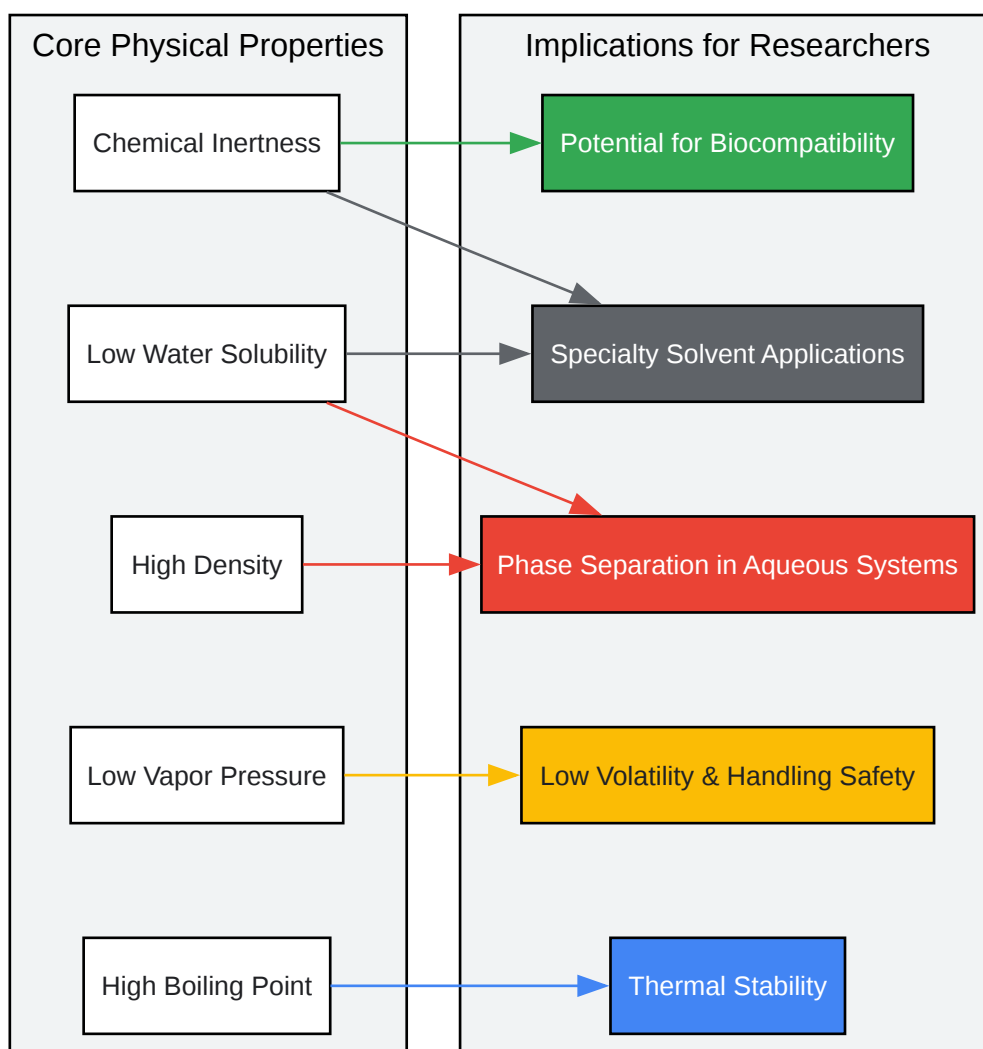 Core Physical Properties
Implications for Researchers
Chemical Inertness
Potential for Biocompatibility
Low Water Solubility
Specialty Solvent Applications
High Density
Phase Separation in Aqueous Systems
Low Vapor Pressure
Low Volatility & Handling Safety
High Boiling Point
Thermal Stability